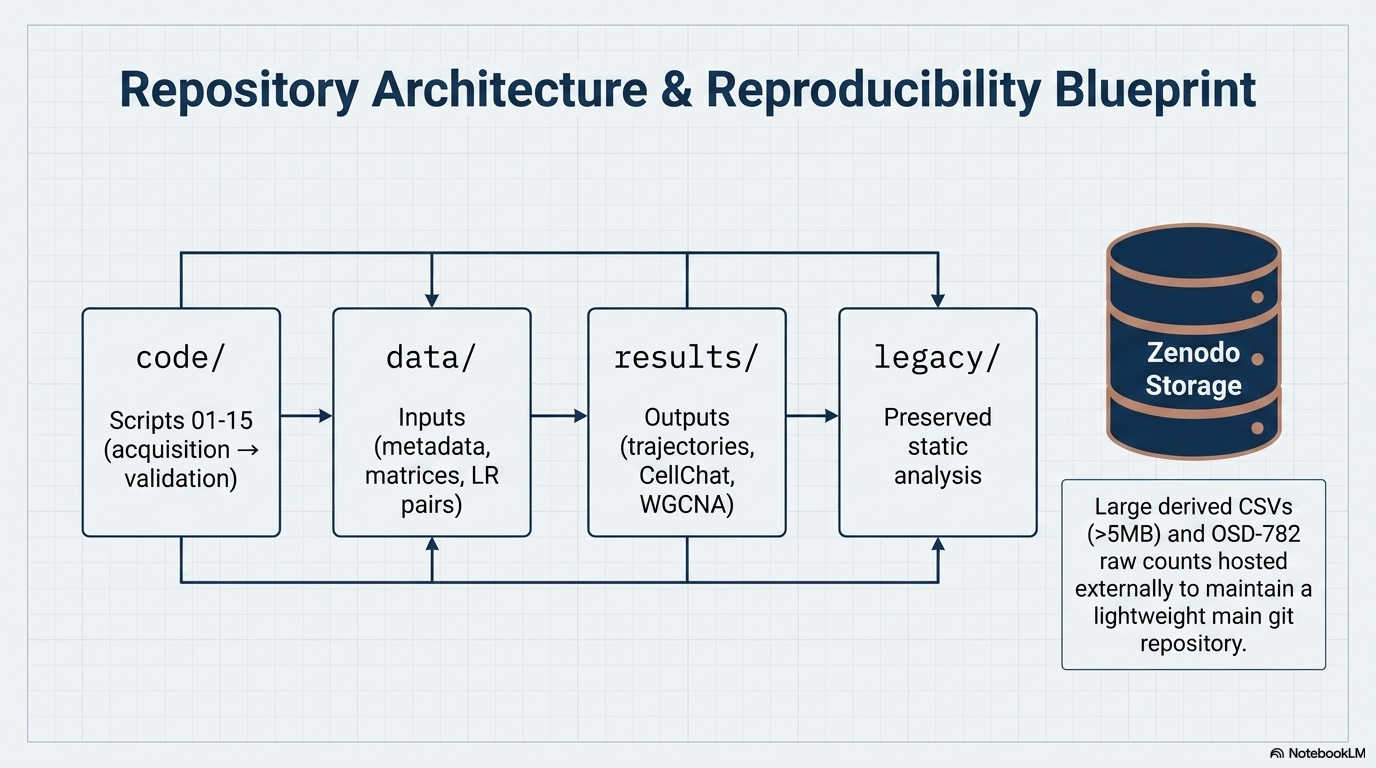 Repository Architecture & Reproducibility Blueprint
code/
Scripts 01-15
(acquisition →
validation)
data/
Inputs
(metadata,
matrices, LR
pairs)
results/
Outputs
(trajectories,
CellChat,
WGCNA)
legacy/
Preserved
static
analysis
Zenodo
Storage
Large derived CSVs
(>5MB) and OSD-782
raw counts hosted
externally to maintain a
lightweight main git
repository.
NotebookLM